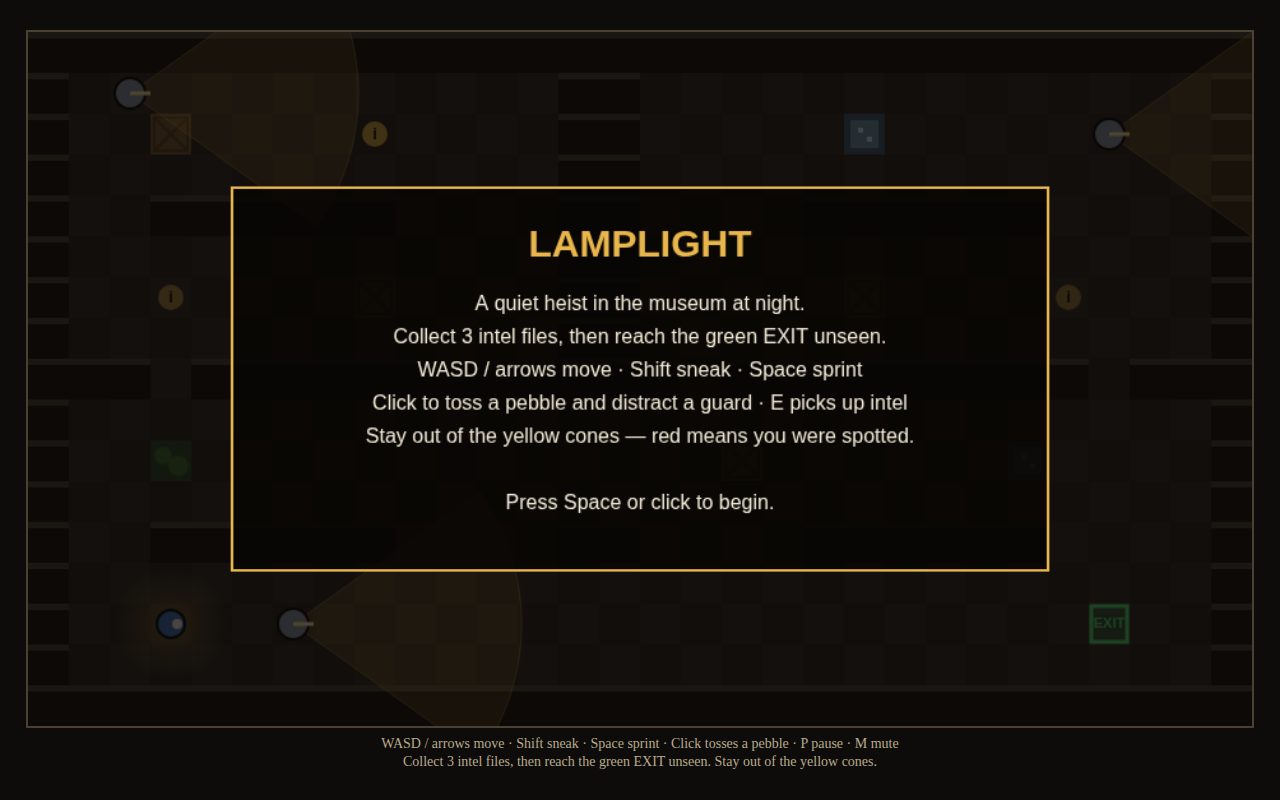 i
i
i
LAMPLIGHT
A quiet heist in the museum at night.
Collect 3 intel files, then reach the green EXIT unseen.
WASD / arrows move · Shift sneak · Space sprint
Click to toss a pebble and distract a guard · E picks up intel
Stay out of the yellow cones — red means you were spotted.
Press Space or click to begin.
EXIT
WASD / arrows move · Shift sneak · Space sprint · Click tosses a pebble · P pause · M mute
Collect 3 intel files, then reach the green EXIT unseen. Stay out of the yellow cones.